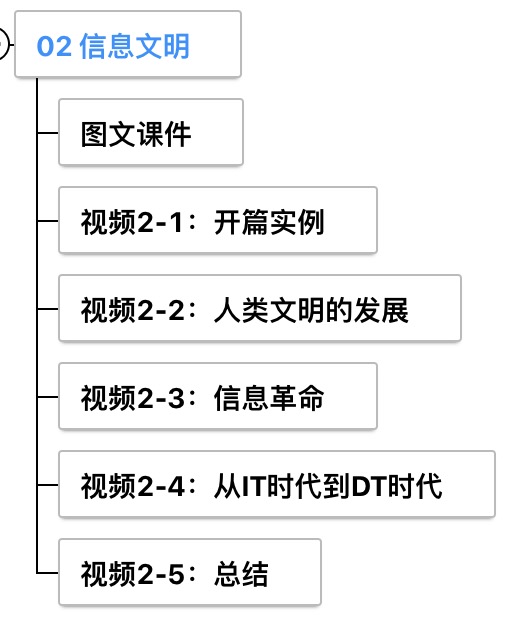 02 信息文明
图文课件
视频2-1：开篇实例
视频2-2：人类文明的发展
视频2-3：信息革命
视频2-4：从IT时代到DT时代
视频2-5：总结